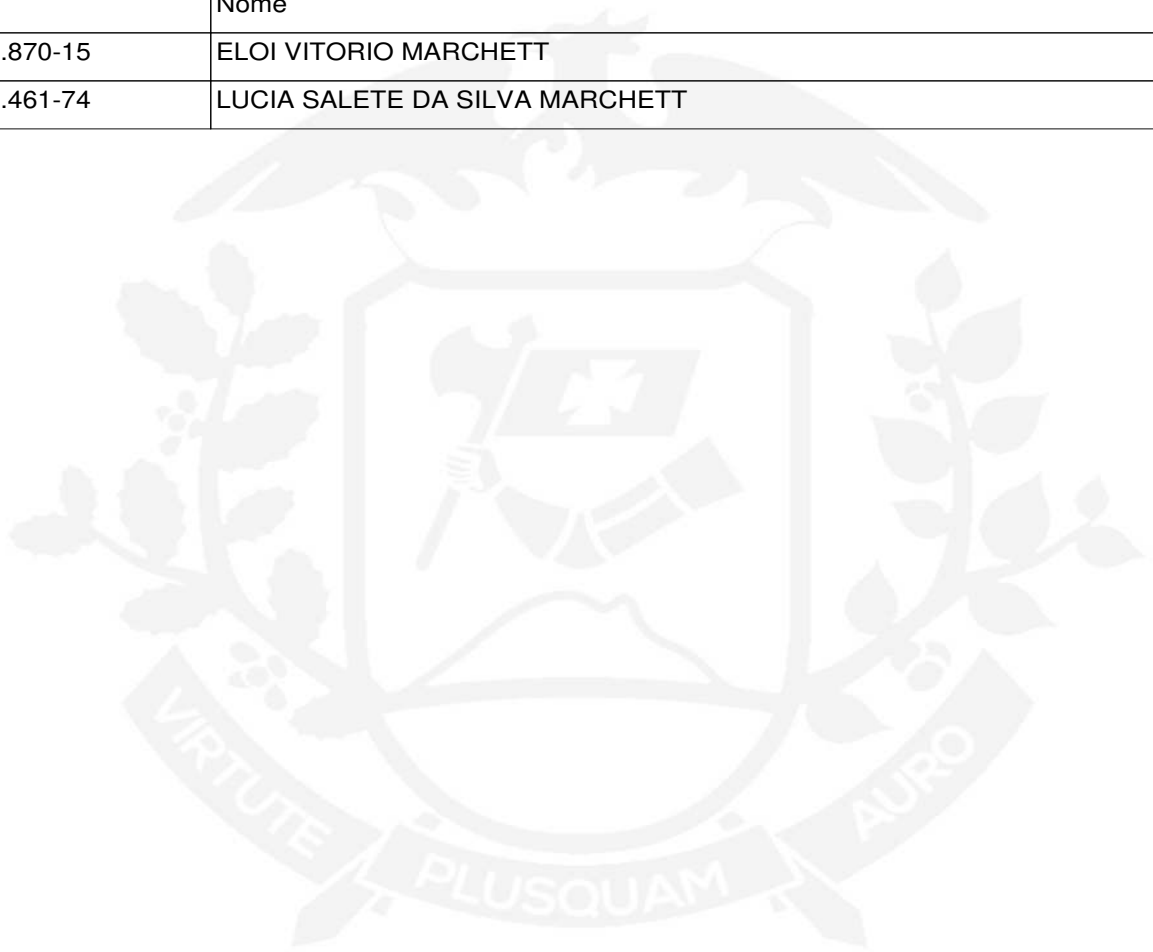 Nome
.870-15 ELOI VITORIO MARCHETT
.461-74 LUCIA SALETE DA SILVA MARCHETT
VIRTUTE PLUSQUAM AURO